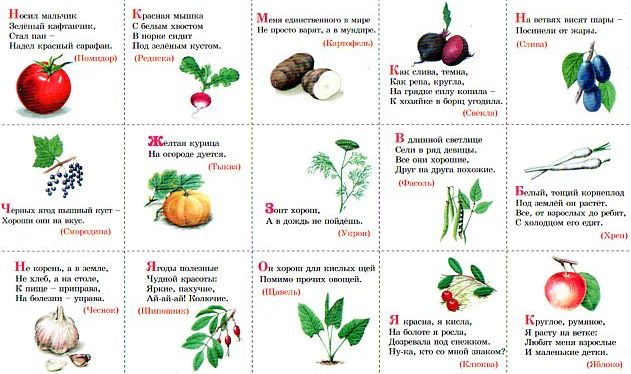 Носил мальчик
Зелёный кафтанчик,
Стал пан –
Надел красный сарафан.
(Помидор)
Красная мышка
С белым хвостом
В норке сидит
Под зелёным кустом.
(Редиска)
Меня единственного в мире
Не просто варят, а в мундире.
(Картофель)
Как слива, темна,
Как репа, кругла,
На грядке силу копила –
К хозяйке в борщ угодила.
(Свекла)
На ветвях висят шары –
Посинели от жары.
(Слива)
Чёрных ягод пышный куст –
Хороши они на вкус.
(Смородина)
Жёлтая курица
На огороде дуется.
(Тыква)
Зонт хорош,
А в дождь не пойдёшь.
(Укроп)
В длинной светлице
Сели в ряд девицы.
Все они хорошие,
Друг на друга похожие.
(Фасоль)
Белый, тощий корнеплод
Под землёй он растёт.
Все, от взрослых до ребят,
С холодцом его едят.
(Хрен)
Не корень, а в земле,
Не хлеб, а на столе,
К пище – приправа,
На болезни – управа.
(Чеснок)
Ягоды полезные
Чудной красоты:
Яркие, пахучие,
Ай-ай-ай! Колючие.
(Шиповник)
Он хорош для кислых щей
Помимо прочих овощей.
(Щавель)
Я красна, я кисла,
На болоте я росла,
Дозревала под снежком.
Ну-ка, кто со мной знаком?
(Клюква)
Круглое, румяное,
Я расту на ветке:
Любят меня взрослые
И маленькие детки.
(Яблоко)